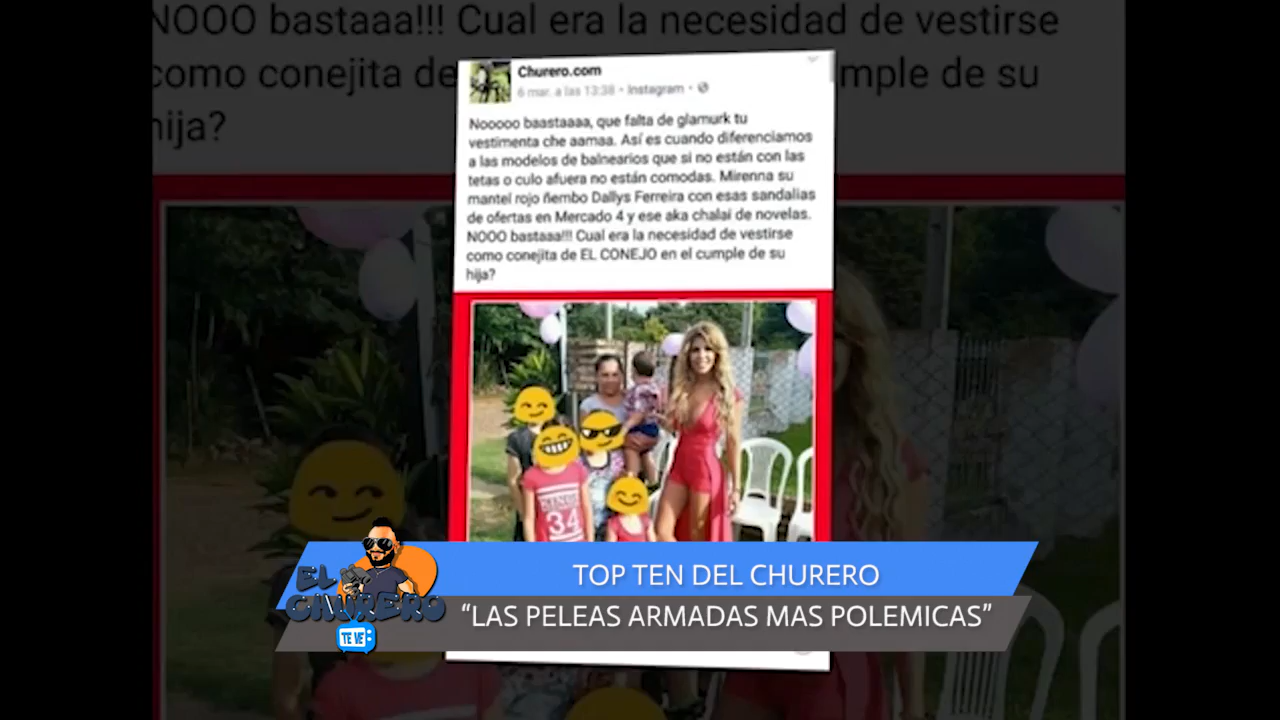 NOOO bastaaa!!! Cual era la necesidad de vestirse
como conejita de
mple de su
hija?
Churero.com
6 mar. a las 13:38 • Instagram •
Nooooo baastaaaa, que falta de glamurk tu
vestimenta che aamaa. Así es cuando diferenciamos
a las modelos de balnearios que si no están con las
tetas o culo afuera no están comodas. Mirenna su
mantel rojo ñembo Dallys Ferreira con esas sandalias
de ofertas en Mercado 4 y ese aka chalai de novelas.
NOOO bastaaa!!! Cual era la necesidad de vestirse
como conejita de EL CONEJO en el cumple de su
hija?
34
EL
CHURERO
TE VE
TOP TEN DEL CHURERO
“LAS PELEAS ARMADAS MAS POLEMICAS”